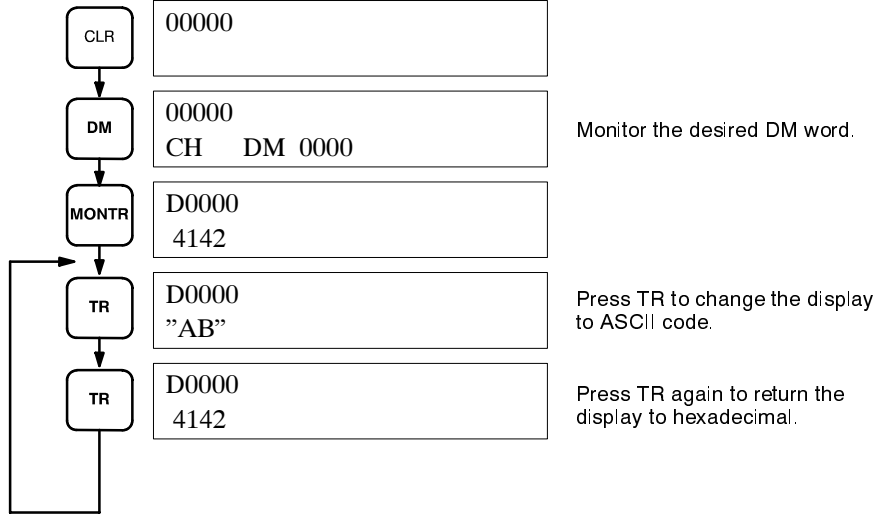 CLR
00000
DM
00000
CH DM 0000
Monitor the desired DM word.
MONTR
D0000
4142
TR
D0000
”AB”
Press TR to change the display
to ASCII code.
TR
D0000
4142
Press TR again to return the
display to hexadecimal.